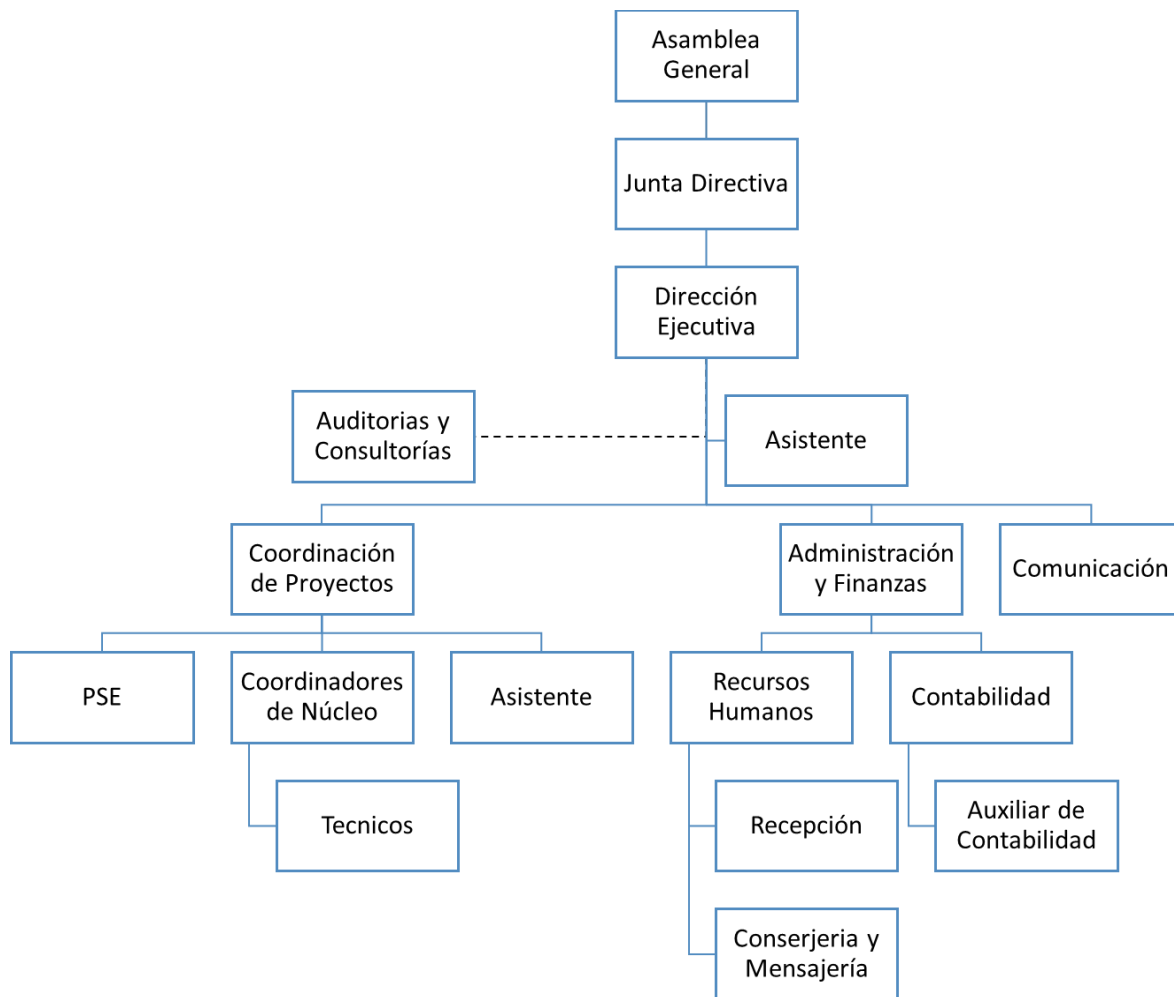 Asamblea
General
Junta Directiva
Dirección
Ejecutiva
Auditorias y
Consultorías
Asistente
Coordinación
de Proyectos
Administración
y Finanzas
Comunicación
PSE
Coordinadores
de Núcleo
Asistente
Recursos
Humanos
Contabilidad
Tecnicos
Recepción
Auxiliar de
Contabilidad
Conserjeria y
Mensajería